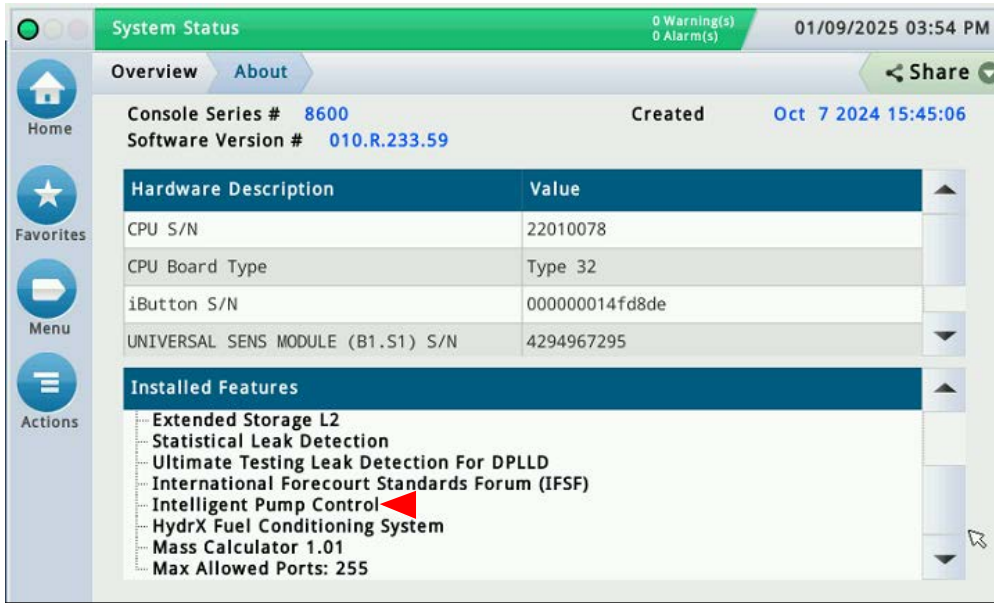 System Status
0 Warning(s)
0 Alarm(s)
01/09/2025 03:54 PM
Overview
About
Share
Home
Favorites
Menu
Actions
Console Series # 8600
Created Oct 7 2024 15:45:06
Software Version # 010.R.233.59
Hardware Description Value
CPU S/N 22010078
CPU Board Type Type 32
iButton S/N 000000014fd8de
UNIVERSAL SENS MODULE (B1.S1) S/N 4294967295
Installed Features
Extended Storage L2
Statistical Leak Detection
Ultimate Testing Leak Detection For DPLLD
International Forecourt Standards Forum (IFSF)
Intelligent Pump Control
HydrX Fuel Conditioning System
Mass Calculator 1.01
Max Allowed Ports: 255